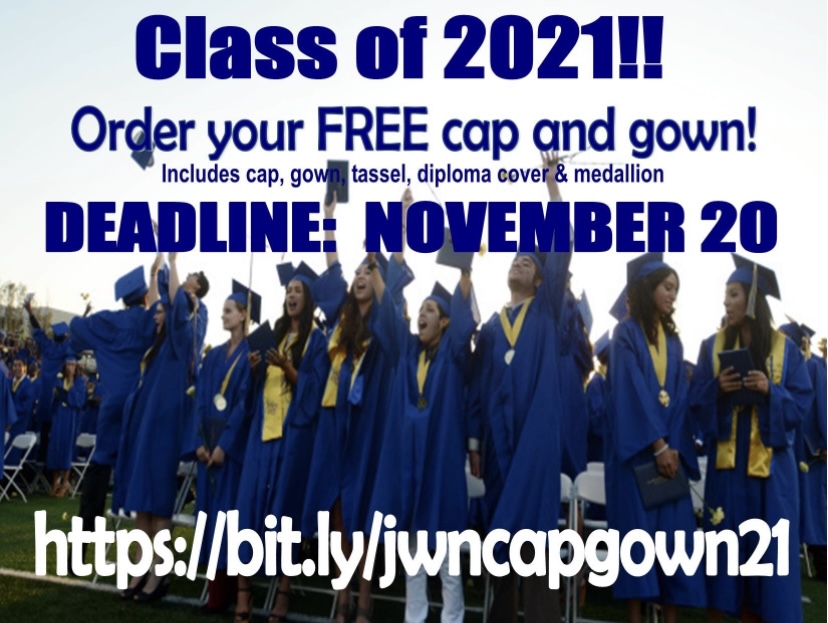 Class of 2021!!
Order your FREE cap and gown!
Includes cap, gown, tassel, diploma cover & medallion
DEADLINE: NOVEMBER 20
https://bit.ly/jwncapgown21